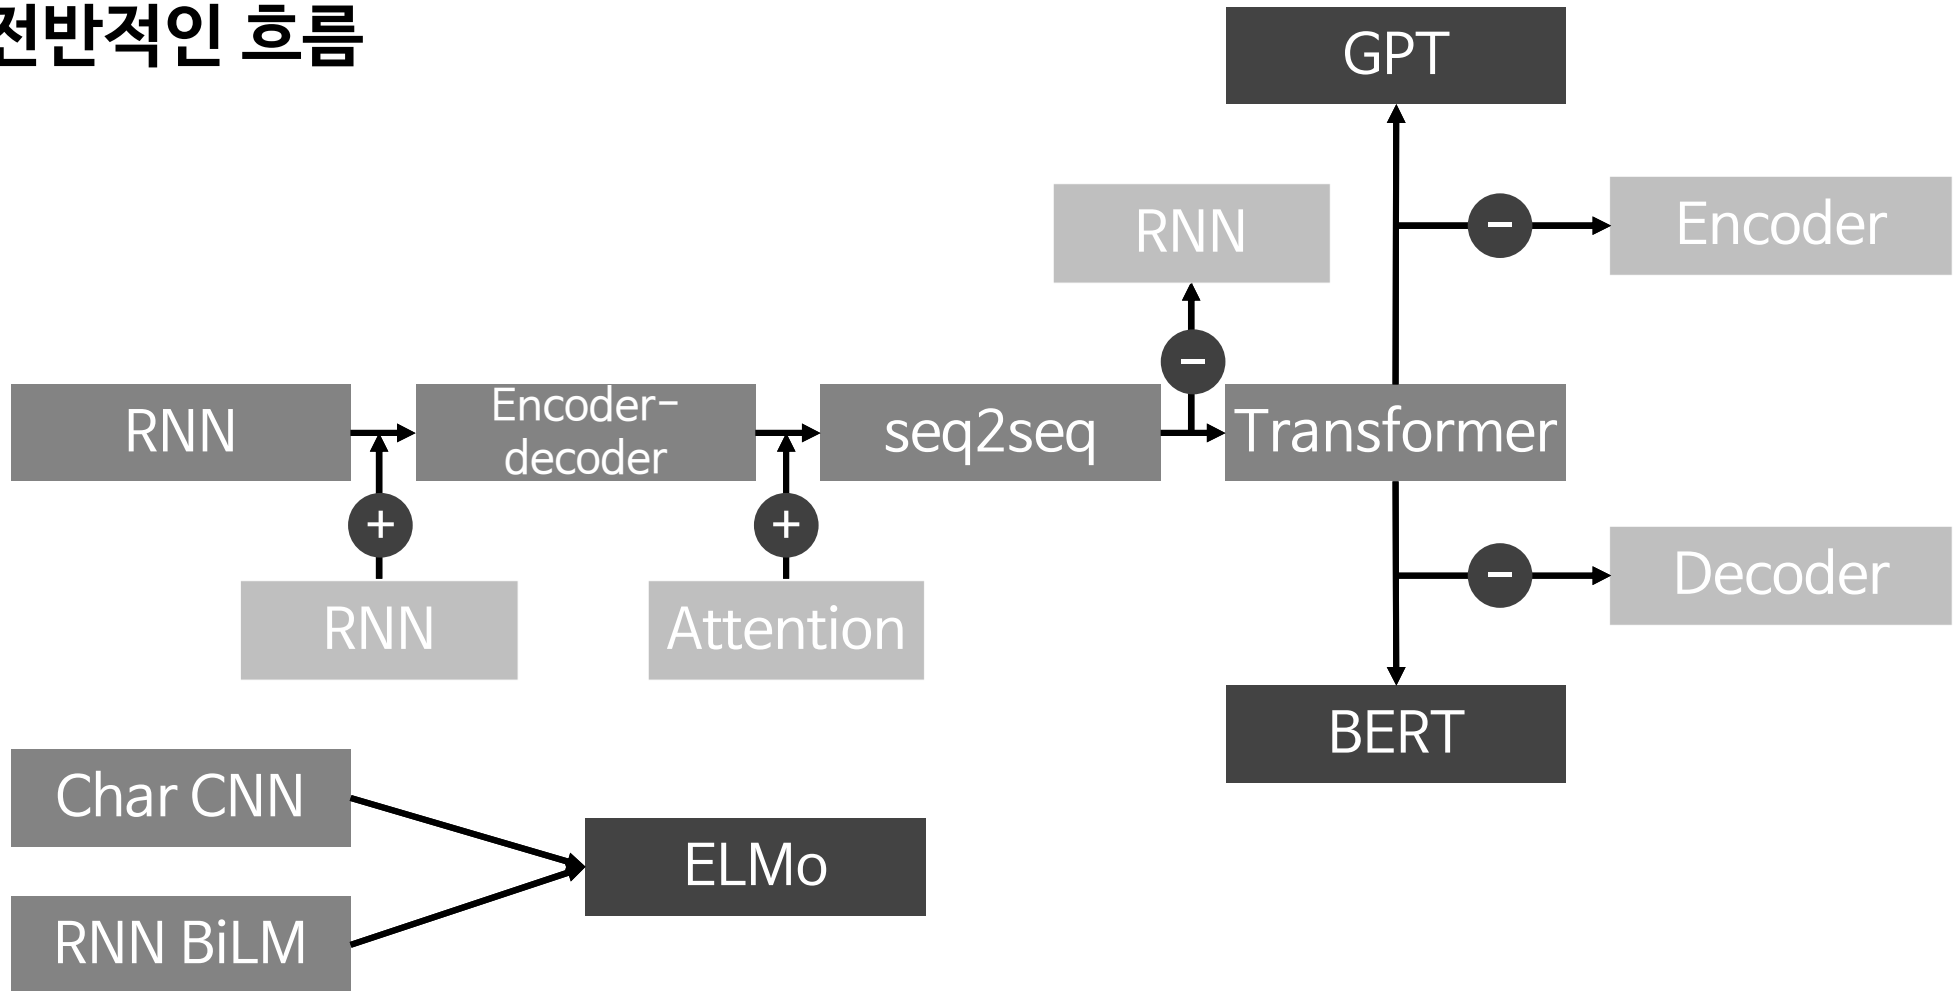 전반적인 흐름
GPT
RNN
−
Encoder
−
RNN
Encoder-
decoder
seq2seq
Transformer
+
+
−
Decoder
RNN
Attention
BERT
Char CNN
ELMo
RNN BiLM